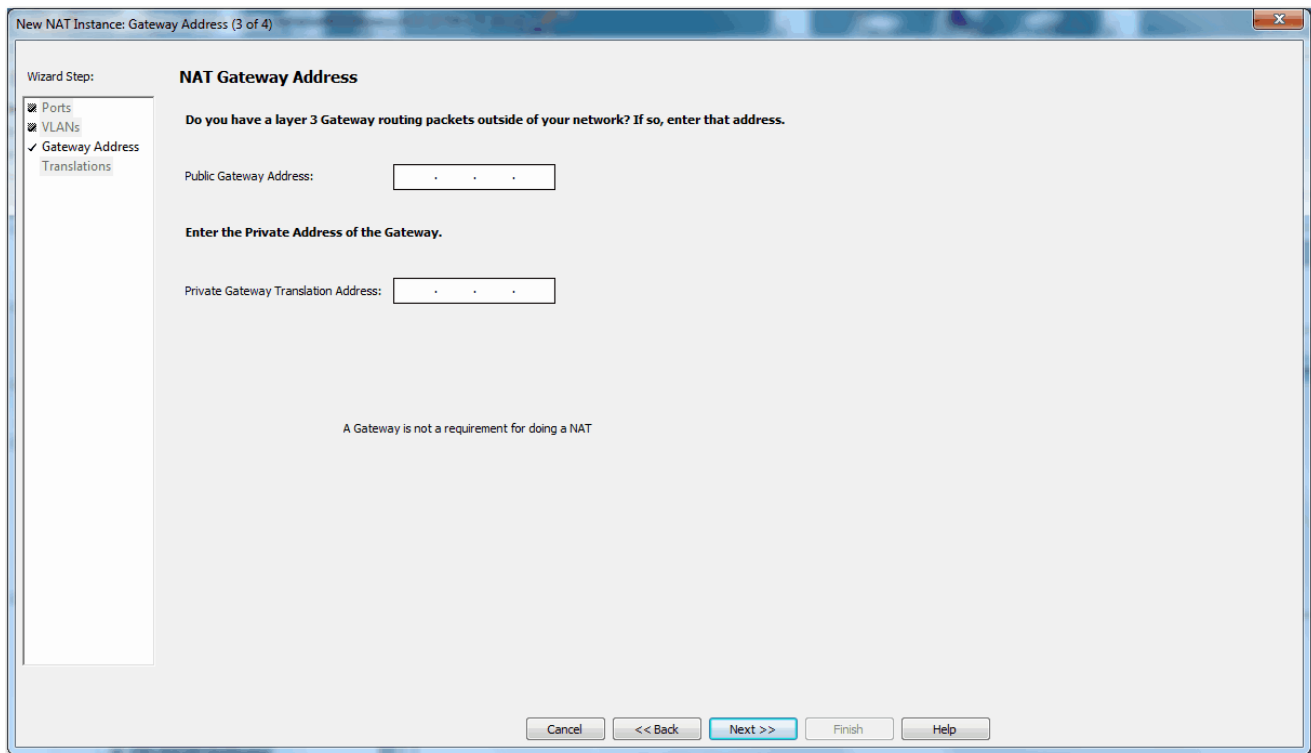 New NAT Instance: Gateway Address (3 of 4)
Wizard Step:
Ports
VLANs
Gateway Address
Translations
NAT Gateway Address
Do you have a layer 3 Gateway routing packets outside of your network? If so, enter that address.
Public Gateway Address: . . .
Enter the Private Address of the Gateway.
Private Gateway Translation Address: . . .
A Gateway is not a requirement for doing a NAT
Cancel << Back Next >> Finish Help